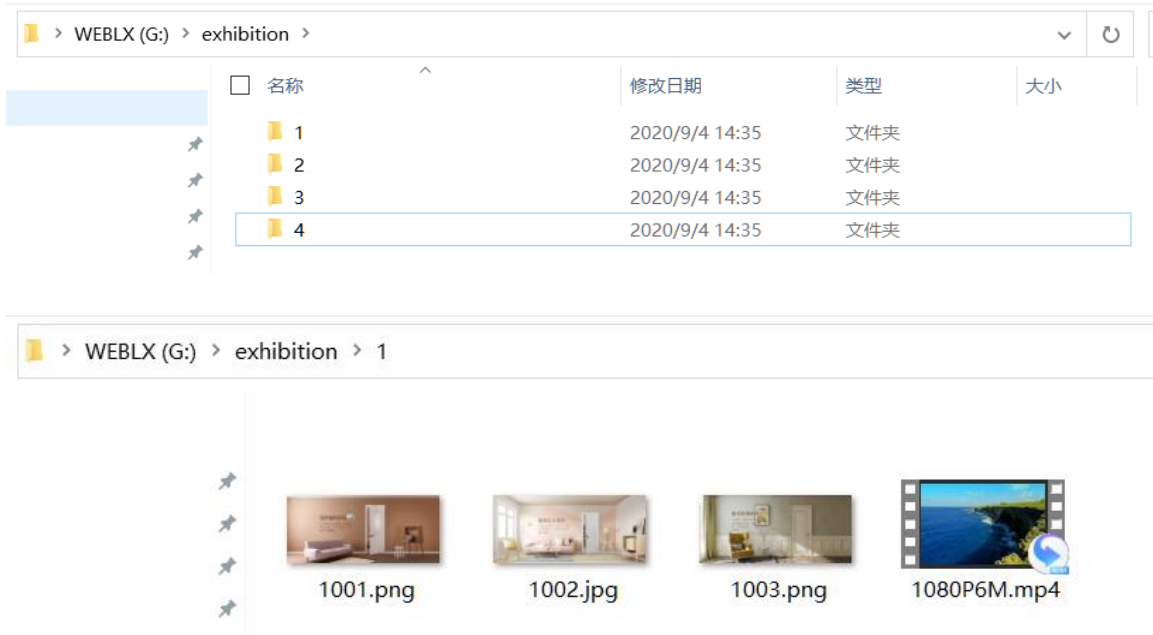 WEBLX (G:) > exhibition >
名称 修改日期 类型 大小
1 2020/9/4 14:35 文件夹
2 2020/9/4 14:35 文件夹
3 2020/9/4 14:35 文件夹
4 2020/9/4 14:35 文件夹
WEBLX (G:) > exhibition > 1
1001.png 1002.jpg 1003.png 1080P6M.mp4